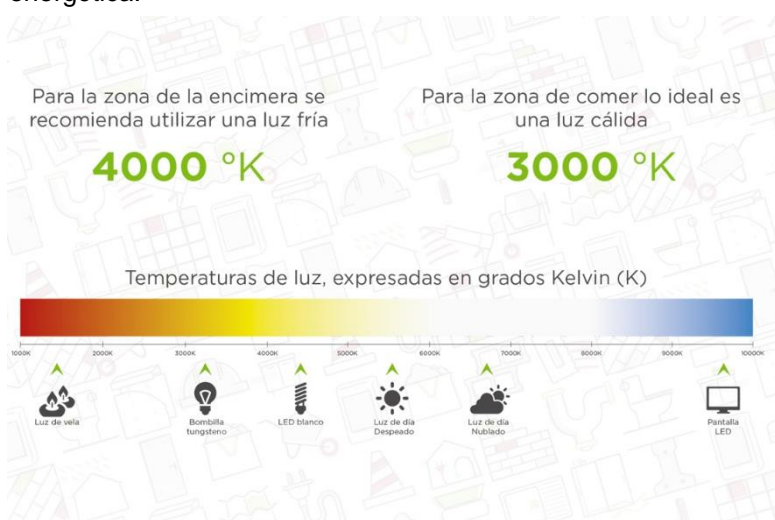 energética.
Para la zona de la encimera se
recomienda utilizar una luz fría
4000 °K
Para la zona de comer lo ideal es
una luz cálida
3000 °K
Temperaturas de luz, expresadas en grados Kelvin (K)
1000K 2000K 3000K 4000K 5000K 6000K 7000K 8000K 9000K 10000K
Luz de vela
Bombilla
tungsteno
LED blanco
Luz de día
Despeado
Luz de día
Nublado
Pantalla
LED